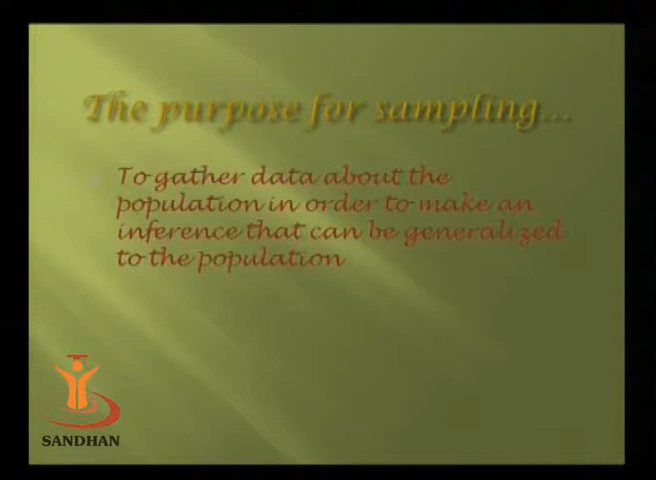 The purpose for sampling...
To gather data about the
population in order to make an
inference that can be generalized
to the population
SANDHAN